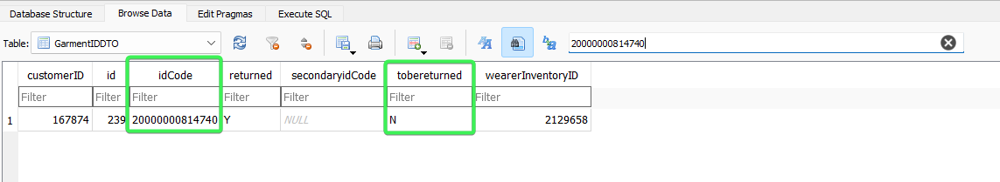 Database Structure Browse Data Edit Pragmas Execute SQL
Table: GarmentIDDTO 20000000814740
customerID id idCode returned secondaryidCode tobereturned wearerInventoryID
Filter Filter Filter Filter Filter Filter Filter
1 167874 239 20000000814740 Y NULL N 2129658